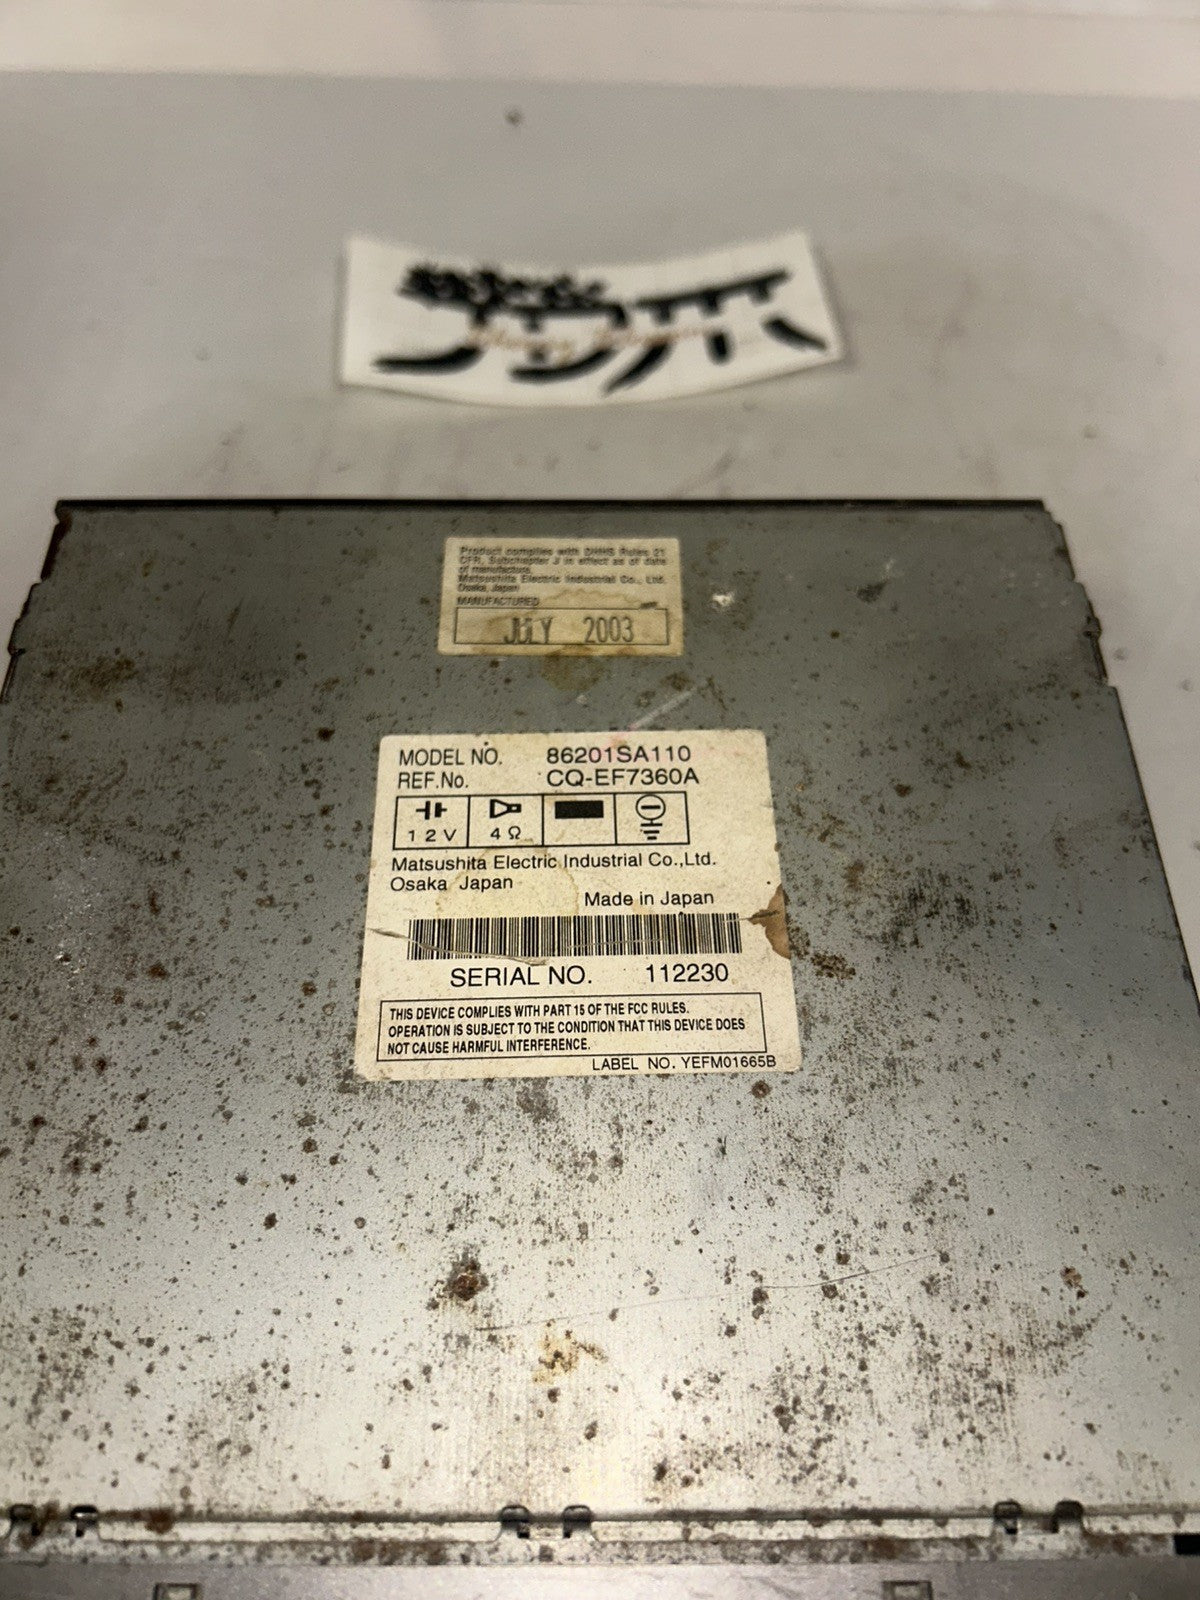 Product complies with DHHS Rules 21
CFR, Subchapter J in effect as of date
of manufacture.
Matsushita Electric Industrial Co., Ltd.
Osaka Japan
MANUFACTURED
JULY 2003
MODEL NO. 86201SA110
REF.No. CQ-EF7360A
12V 4Ω
Matsushita Electric Industrial Co.,Ltd.
Osaka Japan
Made in Japan
SERIAL NO. 112230
THIS DEVICE COMPLIES WITH PART 15 OF THE FCC RULES.
OPERATION IS SUBJECT TO THE CONDITION THAT THIS DEVICE DOES
NOT CAUSE HARMFUL INTERFERENCE.
LABEL NO. YEFM01665B